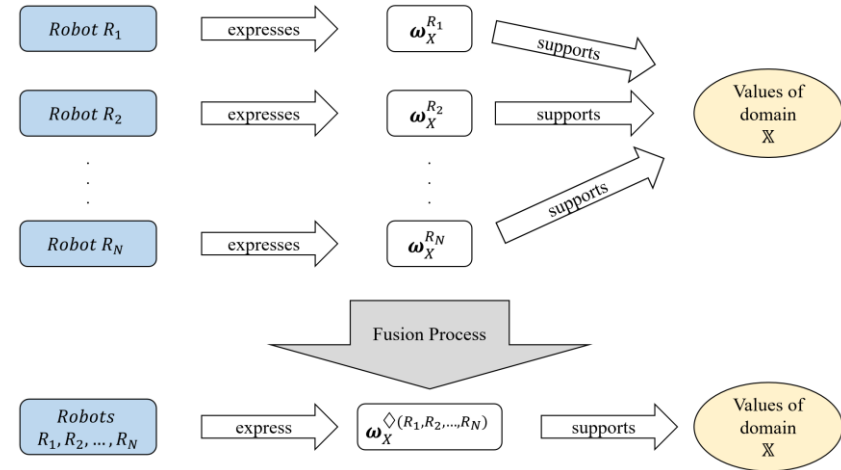 Robot R₁ expresses ω_X^{R₁} supports
Robot R₂ expresses ω_X^{R₂} supports Values of
domain
𝕏
. .
. .
. .
Robot R_N expresses ω_X^{R_N} supports
Fusion Process
Robots
R₁, R₂, ..., R_N express ω_X^{◇(R₁,R₂,...,R_N)} supports Values of
domain
𝕏